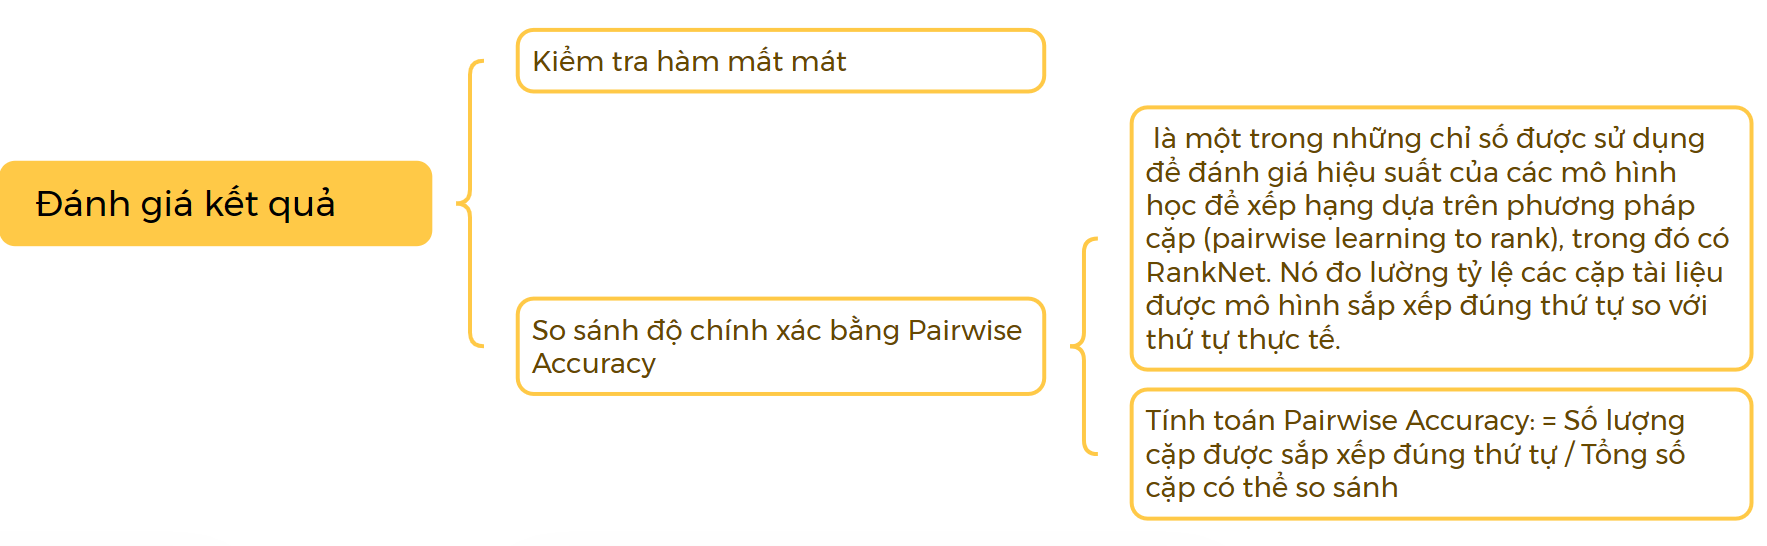 Đánh giá kết quả
Kiểm tra hàm mất mát
So sánh độ chính xác bằng Pairwise
Accuracy
là một trong những chỉ số được sử dụng
để đánh giá hiệu suất của các mô hình
học để xếp hạng dựa trên phương pháp
cặp (pairwise learning to rank), trong đó có
RankNet. Nó đo lường tỷ lệ các cặp tài liệu
được mô hình sắp xếp đúng thứ tự so với
thứ tự thực tế.
Tính toán Pairwise Accuracy: = Số lượng
cặp được sắp xếp đúng thứ tự / Tổng số
cặp có thể so sánh